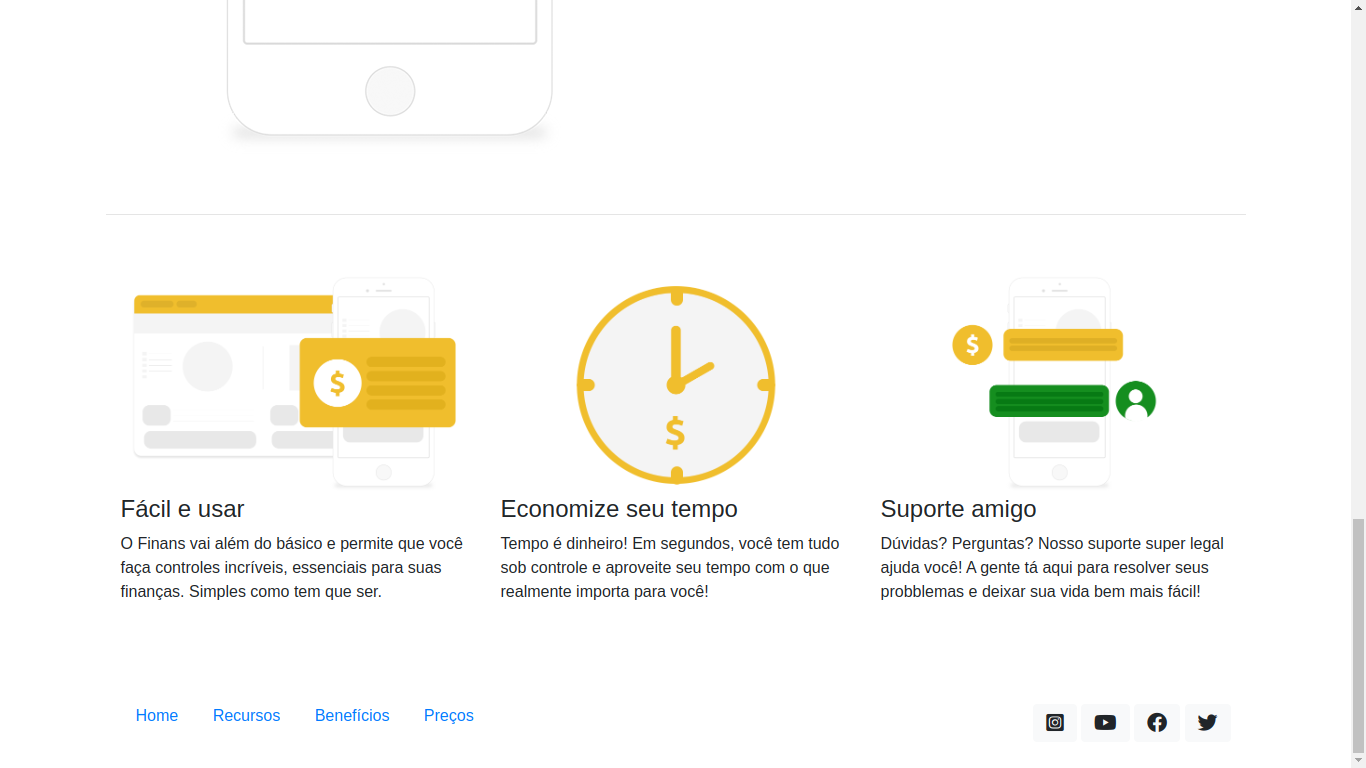 $
$
$
Fácil e usar
O Finans vai além do básico e permite que você
faça controles incríveis, essenciais para suas
finanças. Simples como tem que ser.
Economize seu tempo
Tempo é dinheiro! Em segundos, você tem tudo
sob controle e aproveite seu tempo com o que
realmente importa para você!
Suporte amigo
Dúvidas? Perguntas? Nosso suporte super legal
ajuda você! A gente tá aqui para resolver seus
probblemas e deixar sua vida bem mais fácil!
Home Recursos Benefícios Preços